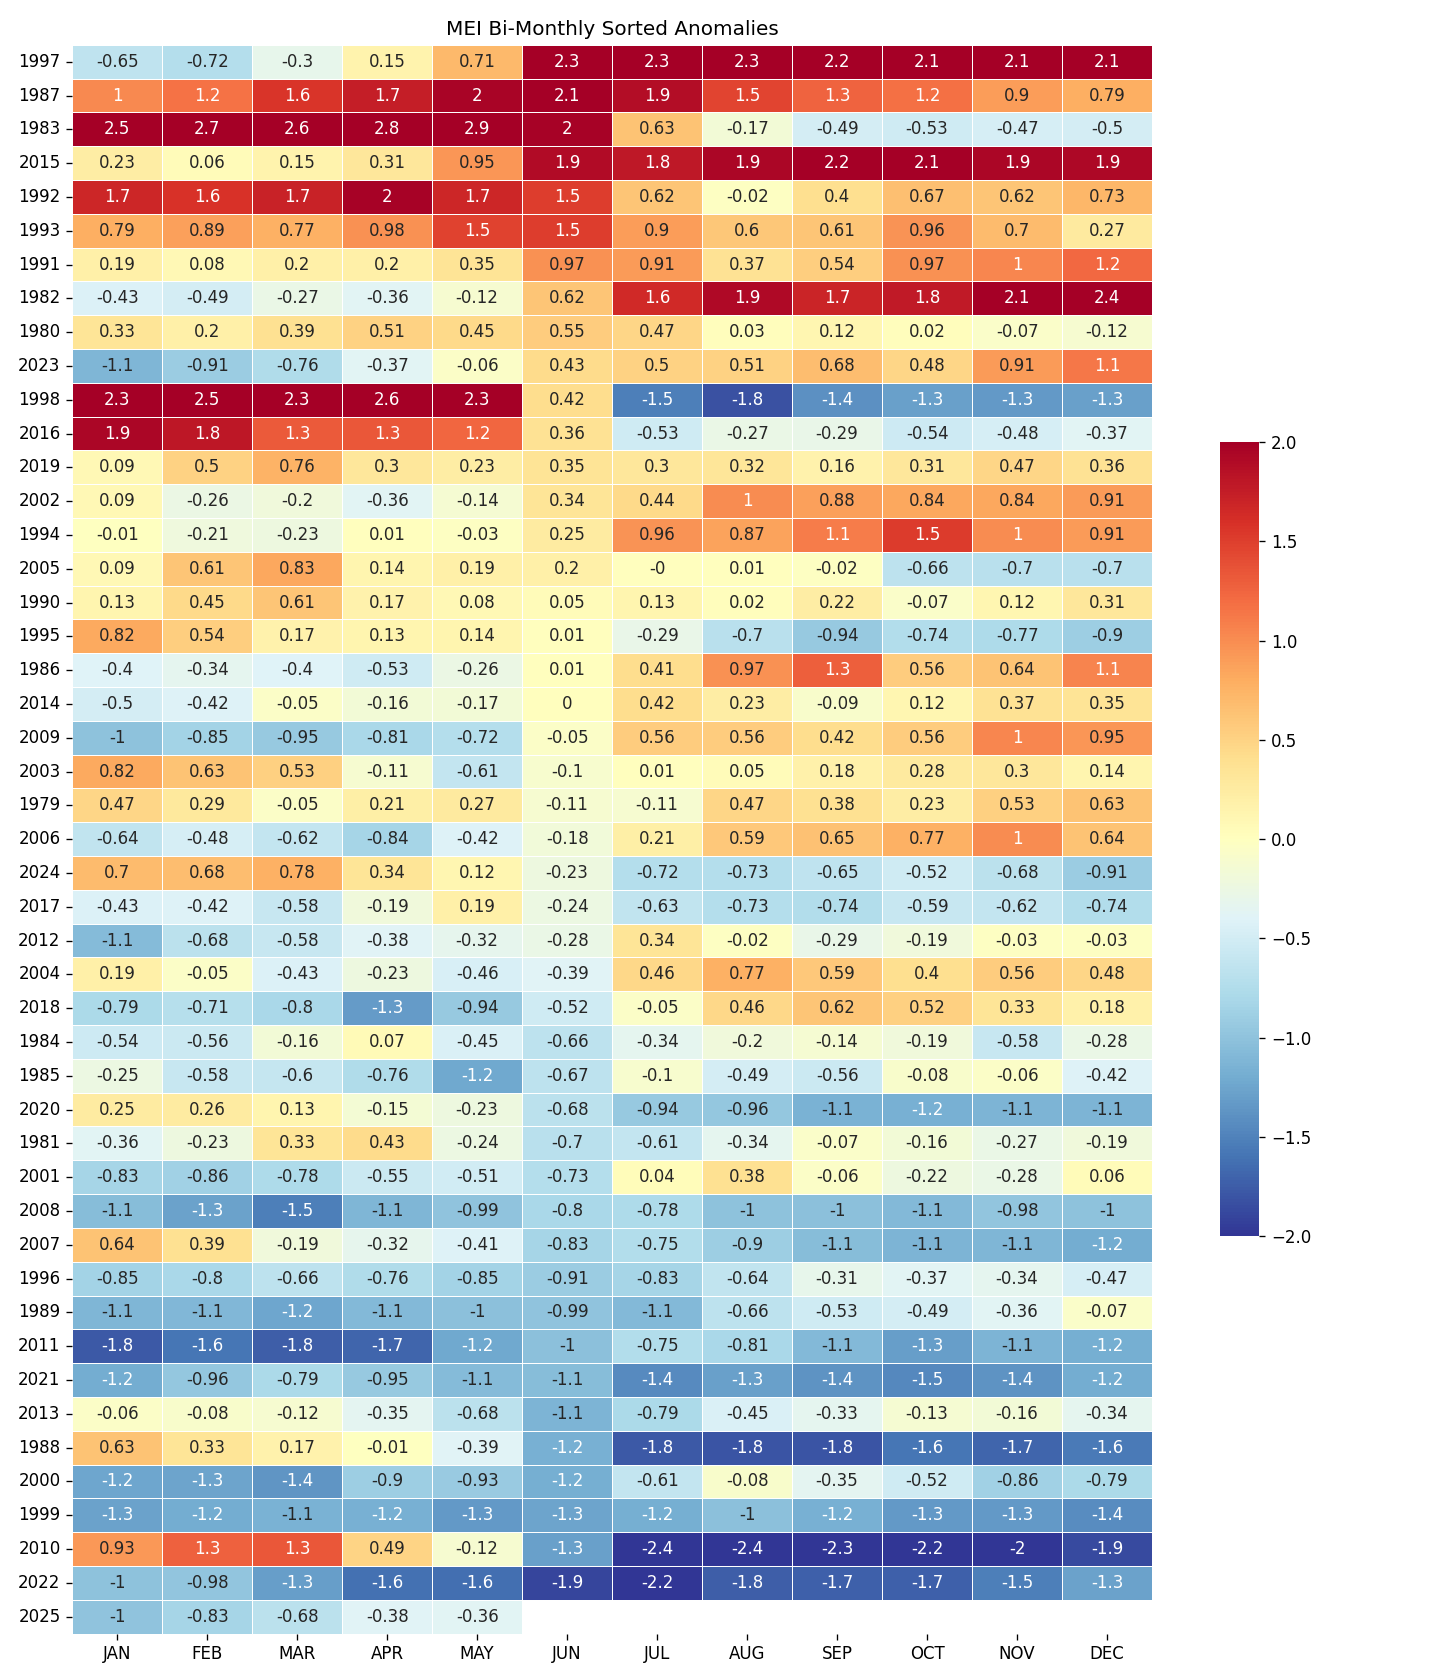 MEI Bi-Monthly Sorted Anomalies
1997 -0.65 -0.72 -0.3 0.15 0.71 2.3 2.3 2.3 2.2 2.1 2.1 2.1
1987 1 1.2 1.6 1.7 2 2.1 1.9 1.5 1.3 1.2 0.9 0.79
1983 2.5 2.7 2.6 2.8 2.9 2 0.63 -0.17 -0.49 -0.53 -0.47 -0.5
2015 0.23 0.06 0.15 0.31 0.95 1.9 1.8 1.9 2.2 2.1 1.9 1.9
1992 1.7 1.6 1.7 2 1.7 1.5 0.62 -0.02 0.4 0.67 0.62 0.73
1993 0.79 0.89 0.77 0.98 1.5 1.5 0.9 0.6 0.61 0.96 0.7 0.27
1991 0.19 0.08 0.2 0.2 0.35 0.97 0.91 0.37 0.54 0.97 1 1.2
1982 -0.43 -0.49 -0.27 -0.36 -0.12 0.62 1.6 1.9 1.7 1.8 2.1 2.4
1980 0.33 0.2 0.39 0.51 0.45 0.55 0.47 0.03 0.12 0.02 -0.07 -0.12
2023 -1.1 -0.91 -0.76 -0.37 -0.06 0.43 0.5 0.51 0.68 0.48 0.91 1.1
1998 2.3 2.5 2.3 2.6 2.3 0.42 -1.5 -1.8 -1.4 -1.3 -1.3 -1.3
2016 1.9 1.8 1.3 1.3 1.2 0.36 -0.53 -0.27 -0.29 -0.54 -0.48 -0.37
2019 0.09 0.5 0.76 0.3 0.23 0.35 0.3 0.32 0.16 0.31 0.47 0.36
2002 0.09 -0.26 -0.2 -0.36 -0.14 0.34 0.44 1 0.88 0.84 0.84 0.91
1994 -0.01 -0.21 -0.23 0.01 -0.03 0.25 0.96 0.87 1.1 1.5 1 0.91
2005 0.09 0.61 0.83 0.14 0.19 0.2 -0 0.01 -0.02 -0.66 -0.7 -0.7
1990 0.13 0.45 0.61 0.17 0.08 0.05 0.13 0.02 0.22 -0.07 0.12 0.31
1995 0.82 0.54 0.17 0.13 0.14 0.01 -0.29 -0.7 -0.94 -0.74 -0.77 -0.9
1986 -0.4 -0.34 -0.4 -0.53 -0.26 0.01 0.41 0.97 1.3 0.56 0.64 1.1
2014 -0.5 -0.42 -0.05 -0.16 -0.17 0 0.42 0.23 -0.09 0.12 0.37 0.35
2009 -1 -0.85 -0.95 -0.81 -0.72 -0.05 0.56 0.56 0.42 0.56 1 0.95
2003 0.82 0.63 0.53 -0.11 -0.61 -0.1 0.01 0.05 0.18 0.28 0.3 0.14
1979 0.47 0.29 -0.05 0.21 0.27 -0.11 -0.11 0.47 0.38 0.23 0.53 0.63
2006 -0.64 -0.48 -0.62 -0.84 -0.42 -0.18 0.21 0.59 0.65 0.77 1 0.64
2024 0.7 0.68 0.78 0.34 0.12 -0.23 -0.72 -0.73 -0.65 -0.52 -0.68 -0.91
2017 -0.43 -0.42 -0.58 -0.19 0.19 -0.24 -0.63 -0.73 -0.74 -0.59 -0.62 -0.74
2012 -1.1 -0.68 -0.58 -0.38 -0.32 -0.28 0.34 -0.02 -0.29 -0.19 -0.03 -0.03
2004 0.19 -0.05 -0.43 -0.23 -0.46 -0.39 0.46 0.77 0.59 0.4 0.56 0.48
2018 -0.79 -0.71 -0.8 -1.3 -0.94 -0.52 -0.05 0.46 0.62 0.52 0.33 0.18
1984 -0.54 -0.56 -0.16 0.07 -0.45 -0.66 -0.34 -0.2 -0.14 -0.19 -0.58 -0.28
1985 -0.25 -0.58 -0.6 -0.76 -1.2 -0.67 -0.1 -0.49 -0.56 -0.08 -0.06 -0.42
2020 0.25 0.26 0.13 -0.15 -0.23 -0.68 -0.94 -0.96 -1.1 -1.2 -1.1 -1.1
1981 -0.36 -0.23 0.33 0.43 -0.24 -0.7 -0.61 -0.34 -0.07 -0.16 -0.27 -0.19
2001 -0.83 -0.86 -0.78 -0.55 -0.51 -0.73 0.04 0.38 -0.06 -0.22 -0.28 0.06
2008 -1.1 -1.3 -1.5 -1.1 -0.99 -0.8 -0.78 -1 -1 -1.1 -0.98 -1
2007 0.64 0.39 -0.19 -0.32 -0.41 -0.83 -0.75 -0.9 -1.1 -1.1 -1.1 -1.2
1996 -0.85 -0.8 -0.66 -0.76 -0.85 -0.91 -0.83 -0.64 -0.31 -0.37 -0.34 -0.47
1989 -1.1 -1.1 -1.2 -1.1 -1 -0.99 -1.1 -0.66 -0.53 -0.49 -0.36 -0.07
2011 -1.8 -1.6 -1.8 -1.7 -1.2 -1 -0.75 -0.81 -1.1 -1.3 -1.1 -1.2
2021 -1.2 -0.96 -0.79 -0.95 -1.1 -1.1 -1.4 -1.3 -1.4 -1.5 -1.4 -1.2
2013 -0.06 -0.08 -0.12 -0.35 -0.68 -1.1 -0.79 -0.45 -0.33 -0.13 -0.16 -0.34
1988 0.63 0.33 0.17 -0.01 -0.39 -1.2 -1.8 -1.8 -1.8 -1.6 -1.7 -1.6
2000 -1.2 -1.3 -1.4 -0.9 -0.93 -1.2 -0.61 -0.08 -0.35 -0.52 -0.86 -0.79
1999 -1.3 -1.2 -1.1 -1.2 -1.3 -1.3 -1.2 -1 -1.2 -1.3 -1.3 -1.4
2010 0.93 1.3 1.3 0.49 -0.12 -1.3 -2.4 -2.4 -2.3 -2.2 -2 -1.9
2022 -1 -0.98 -1.3 -1.6 -1.6 -1.9 -2.2 -1.8 -1.7 -1.7 -1.5 -1.3
2025 -1 -0.83 -0.68 -0.38 -0.36
JAN FEB MAR APR MAY JUN JUL AUG SEP OCT NOV DEC
2.0
1.5
1.0
0.5
0.0
−0.5
−1.0
−1.5
−2.0